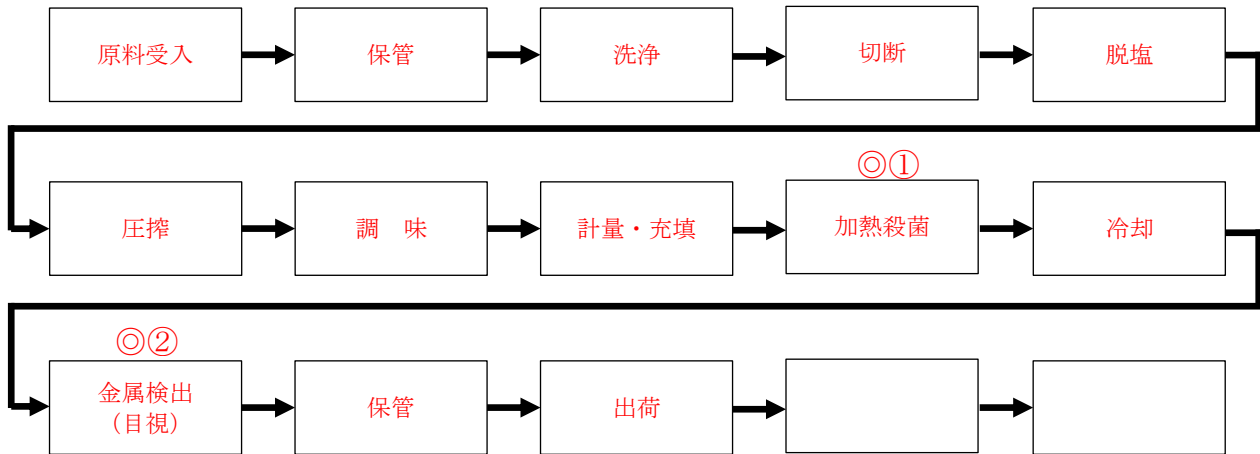 原料受入
保管
洗浄
切断
脱塩
◎①
圧搾
調　味
計量・充填
加熱殺菌
冷却
◎②
金属検出
（目視）
保管
出荷